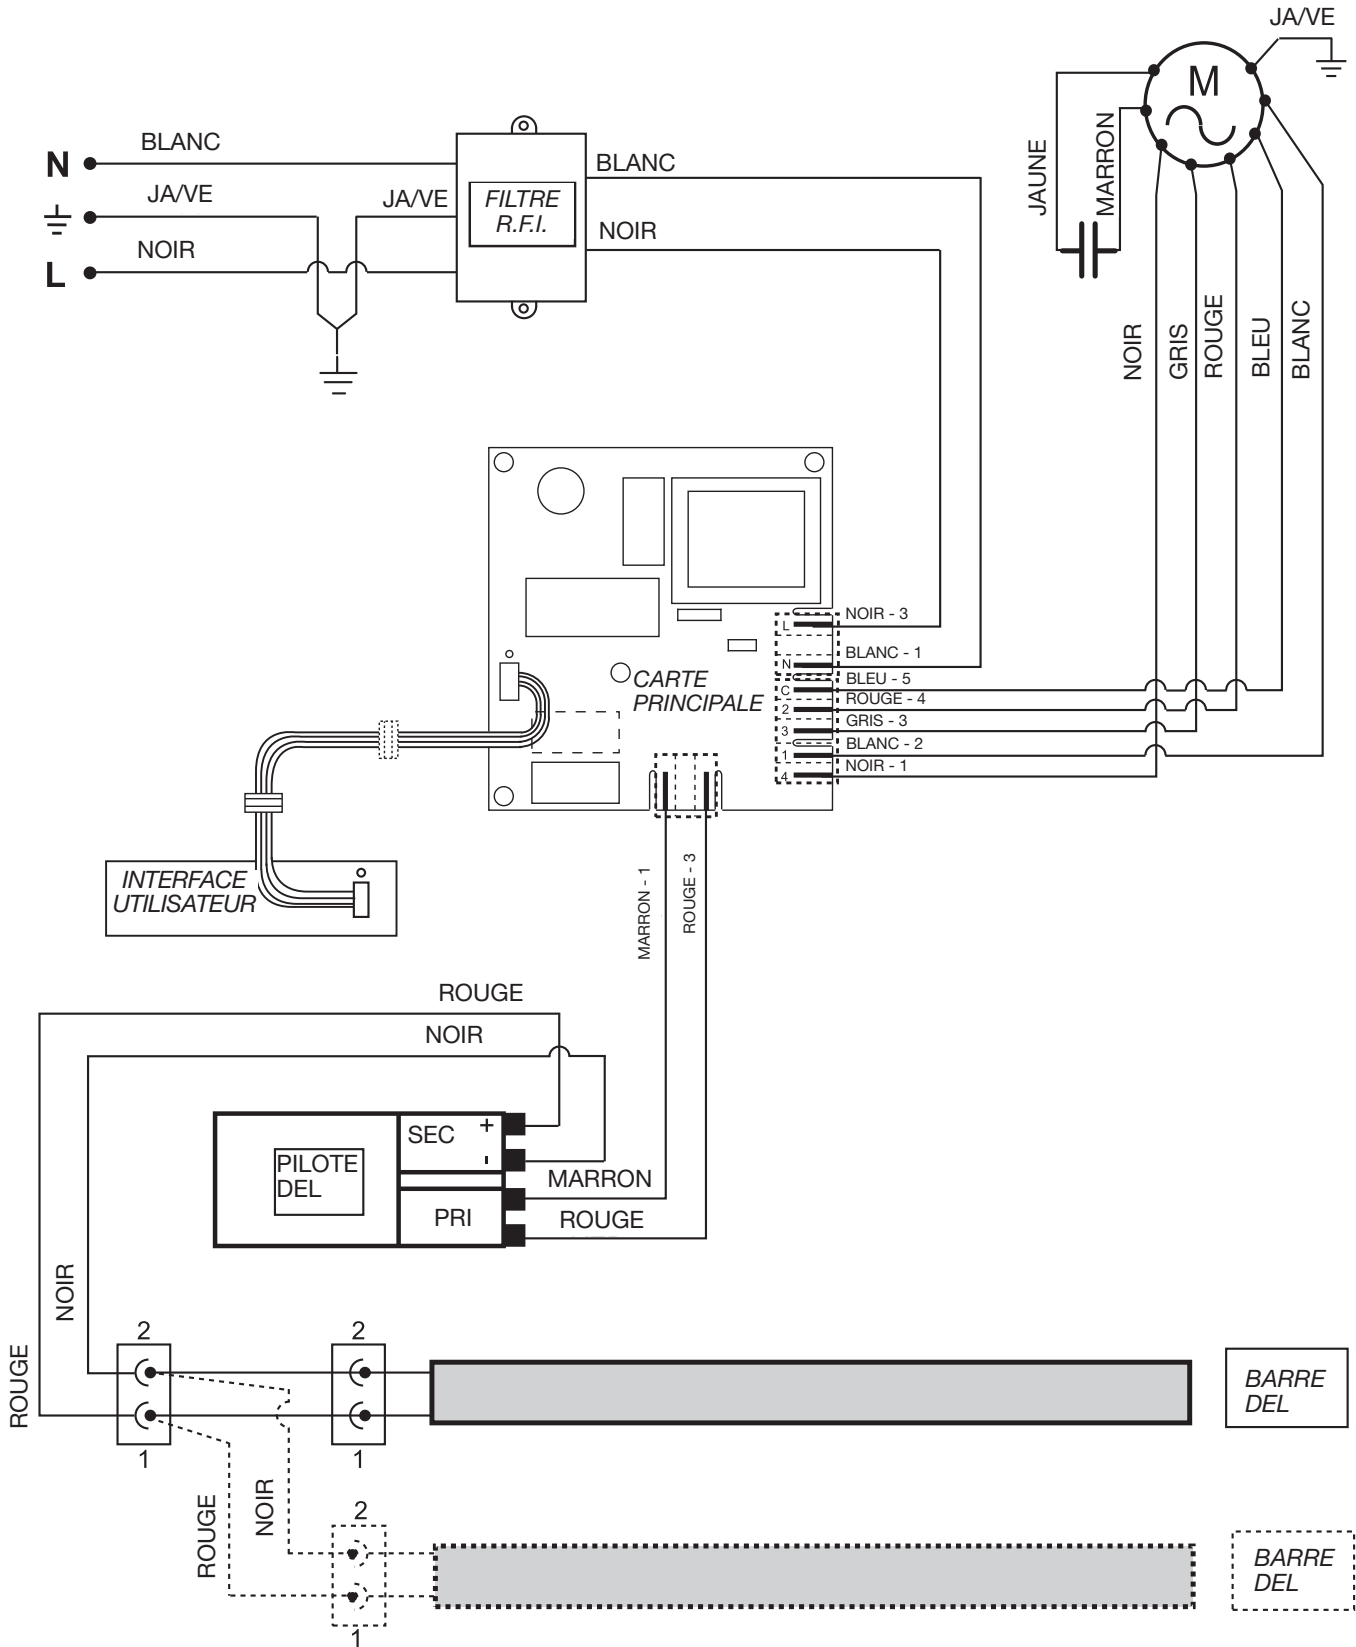 JA/VE
M
BLANC
N
BLANC
JA/VE
JA/VE
FILTRE
R.F.I.
NOIR
NOIR
L
JAUNE
MARRON
NOIR
GRIS
ROUGE
BLEU
BLANC
L
NOIR - 3
N
BLANC - 1
CARTE
PRINCIPALE
C
BLEU - 5
2
ROUGE - 4
3
GRIS - 3
1
BLANC - 2
4
NOIR - 1
INTERFACE
UTILISATEUR
MARRON - 1
ROUGE - 3
ROUGE
NOIR
SEC
+
-
PILOTE
DEL
MARRON
PRI
ROUGE
NOIR
ROUGE
2
2
BARRE
DEL
1
1
ROUGE
NOIR
2
BARRE
DEL
1